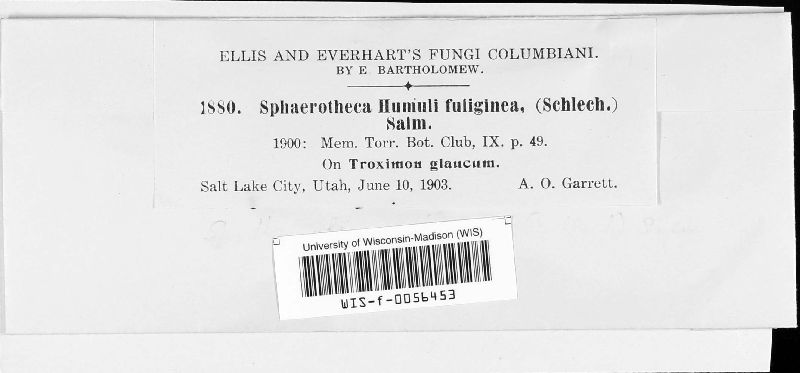 ELLIS AND EVERHART'S FUNGI COLUMBIANI.
BY E. BARTHOLOMEW.
1880. Sphaerotheca Humuli fuliginea, (Schlech.)
Salm.
1900: Mem. Torr. Bot. Club, IX. p. 49.
On Troximon glaucum.
Salt Lake City, Utah, June 10, 1903. A. O. Garrett.
University of Wisconsin-Madison (WIS)
WIS-f-0056453